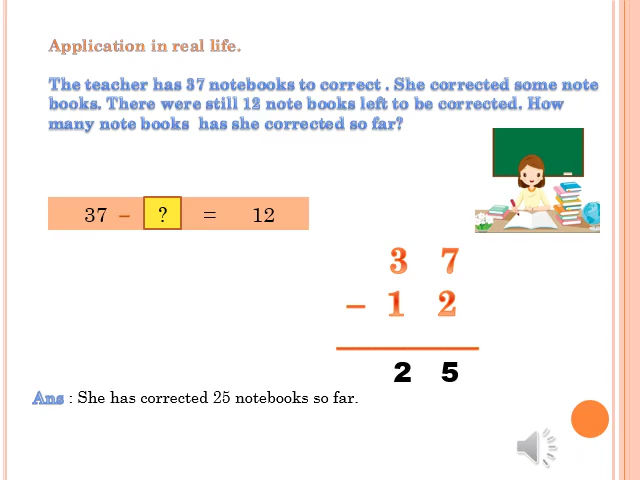 Application in real life.
The teacher has 37 notebooks to correct . She corrected some note
books. There were still 12 note books left to be corrected. How
many note books has she corrected so far?
37 – ? = 12
3 7
– 1 2
2 5
Ans : She has corrected 25 notebooks so far.